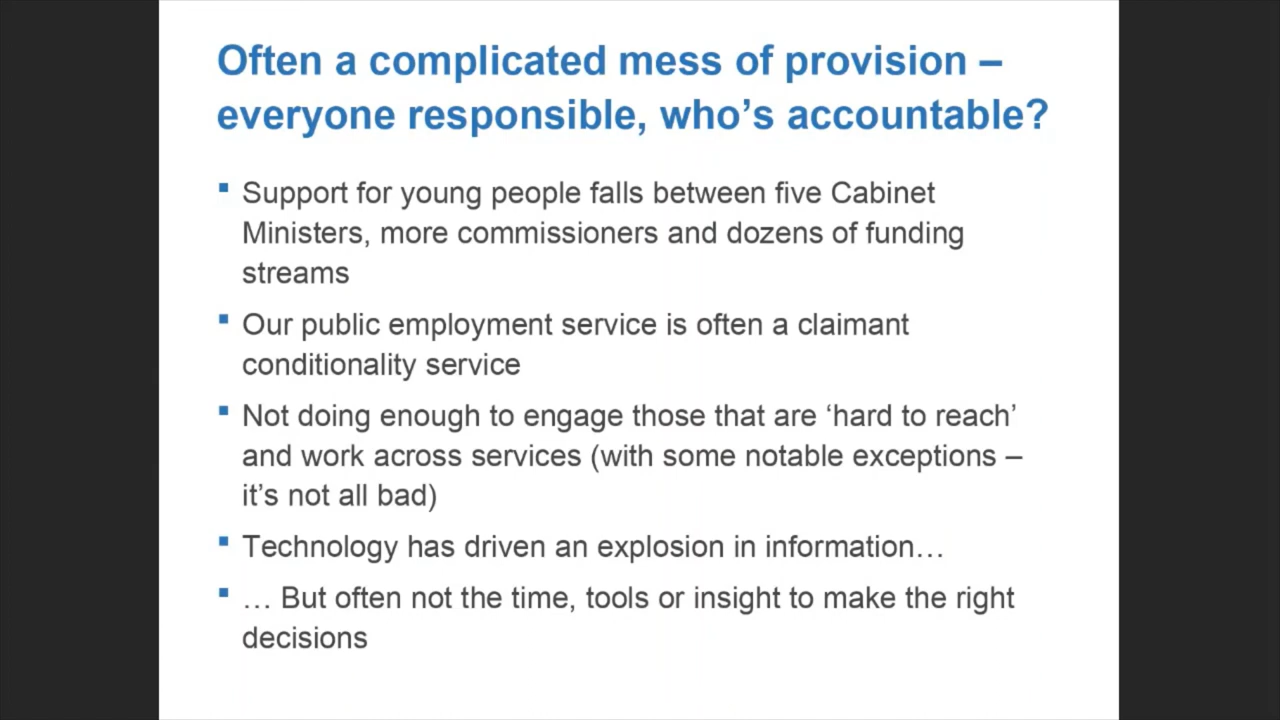 Often a complicated mess of provision –
everyone responsible, who’s accountable?
▪ Support for young people falls between five Cabinet
Ministers, more commissioners and dozens of funding
streams
▪ Our public employment service is often a claimant
conditionality service
▪ Not doing enough to engage those that are ‘hard to reach’
and work across services (with some notable exceptions –
it’s not all bad)
▪ Technology has driven an explosion in information…
▪ … But often not the time, tools or insight to make the right
decisions